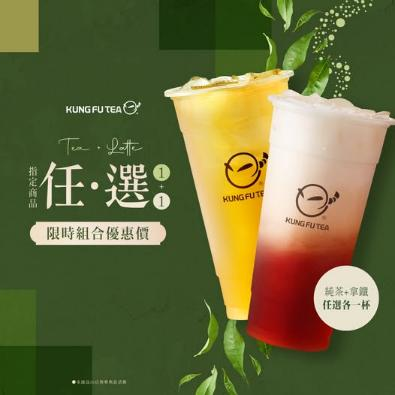 KUNG FU TEA
Tea + Latte
指定商品
任·選
1+1
限時組合優惠價
KUNG FU TEA
KUNG FU TEA
純茶+拿鐵
任選各一杯